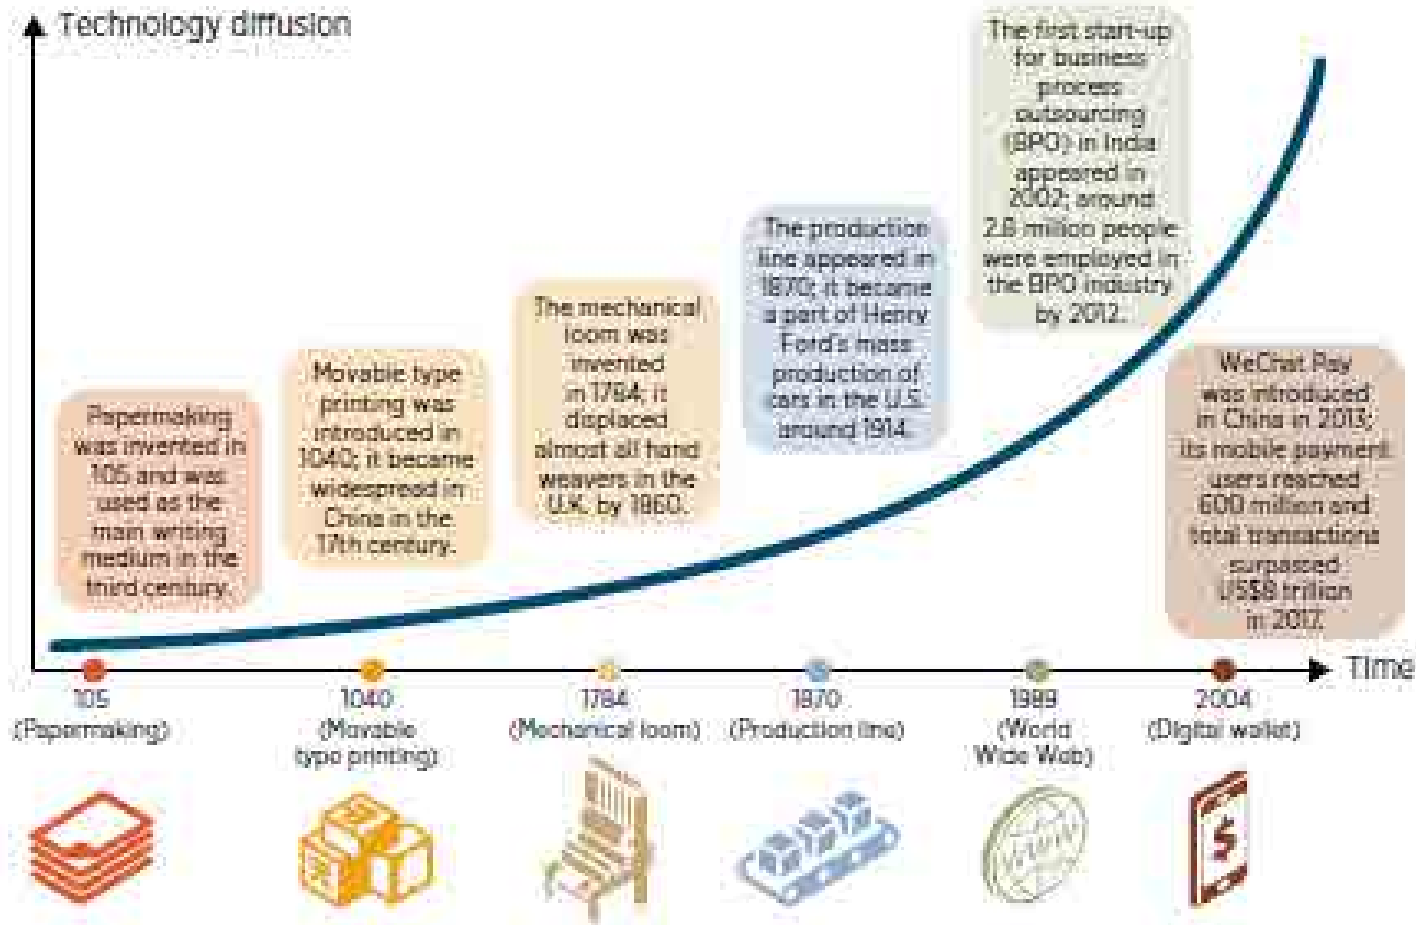 Technology diffusion
Papermaking
was invented in
105 and was
used as the
main writing
medium in the
third century.
Movable type
printing was
introduced in
1040; it became
widespread in
China in the
17th century.
The mechanical
loom was
invented
in 1784; it
displaced
almost all hand
weavers in the
U.K. by 1860.
The production
line appeared in
1870; it became
a part of Henry
Ford's mass
production of
cars in the U.S.
around 1914.
The first start-up
for business
process
outsourcing
(BPO) in India
appeared in
2002; around
2.8 million people
were employed in
the BPO industry
by 2012.
WeChat Pay
was introduced
in China in 2013;
its mobile payment
users reached
600 million and
total transactions
surpassed
US$8 trillion
in 2017.
Time
105
(Papermaking)
1040
(Movable
type printing)
1784
(Mechanical loom)
1870
(Production line)
1989
(World
Wide Web)
2004
(Digital wallet)
www
$